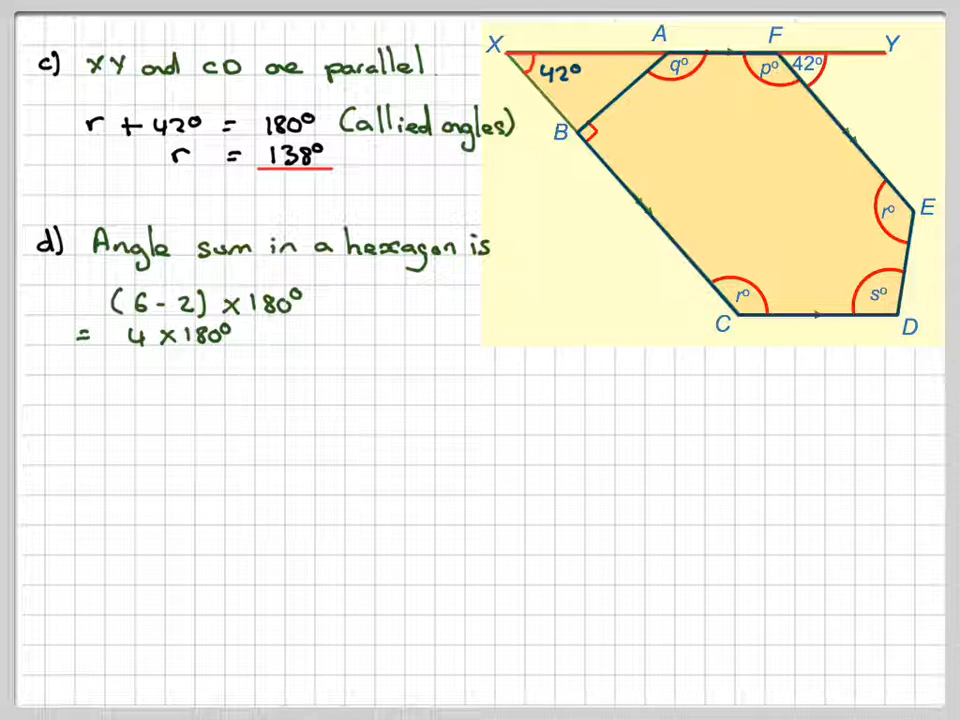 c) XY and CD are parallel.
r + 42° = 180° (allied angles)
r = 138°
d) Angle sum in a hexagon is
(6 - 2) × 180°
= 4 × 180°
X A F Y
42° q° p° 42°
B
r° E
r° s°
C D